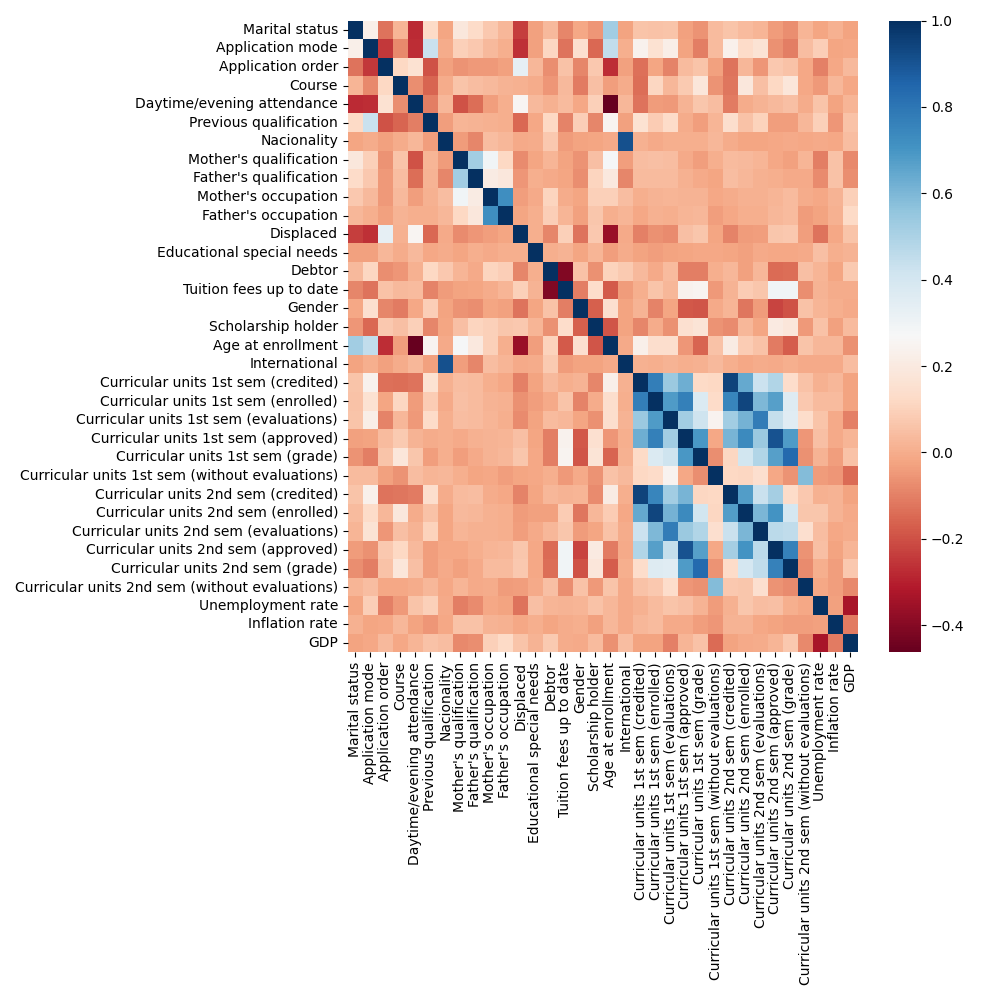 Marital status
Application mode
Application order
Course
Daytime/evening attendance
Previous qualification
Nacionality
Mother's qualification
Father's qualification
Mother's occupation
Father's occupation
Displaced
Educational special needs
Debtor
Tuition fees up to date
Gender
Scholarship holder
Age at enrollment
International
Curricular units 1st sem (credited)
Curricular units 1st sem (enrolled)
Curricular units 1st sem (evaluations)
Curricular units 1st sem (approved)
Curricular units 1st sem (grade)
Curricular units 1st sem (without evaluations)
Curricular units 2nd sem (credited)
Curricular units 2nd sem (enrolled)
Curricular units 2nd sem (evaluations)
Curricular units 2nd sem (approved)
Curricular units 2nd sem (grade)
Curricular units 2nd sem (without evaluations)
Unemployment rate
Inflation rate
GDP
Marital status
Application mode
Application order
Course
Daytime/evening attendance
Previous qualification
Nacionality
Mother's qualification
Father's qualification
Mother's occupation
Father's occupation
Displaced
Educational special needs
Debtor
Tuition fees up to date
Gender
Scholarship holder
Age at enrollment
International
Curricular units 1st sem (credited)
Curricular units 1st sem (enrolled)
Curricular units 1st sem (evaluations)
Curricular units 1st sem (approved)
Curricular units 1st sem (grade)
Curricular units 1st sem (without evaluations)
Curricular units 2nd sem (credited)
Curricular units 2nd sem (enrolled)
Curricular units 2nd sem (evaluations)
Curricular units 2nd sem (approved)
Curricular units 2nd sem (grade)
Curricular units 2nd sem (without evaluations)
Unemployment rate
Inflation rate
GDP
1.0
0.8
0.6
0.4
0.2
0.0
−0.2
−0.4